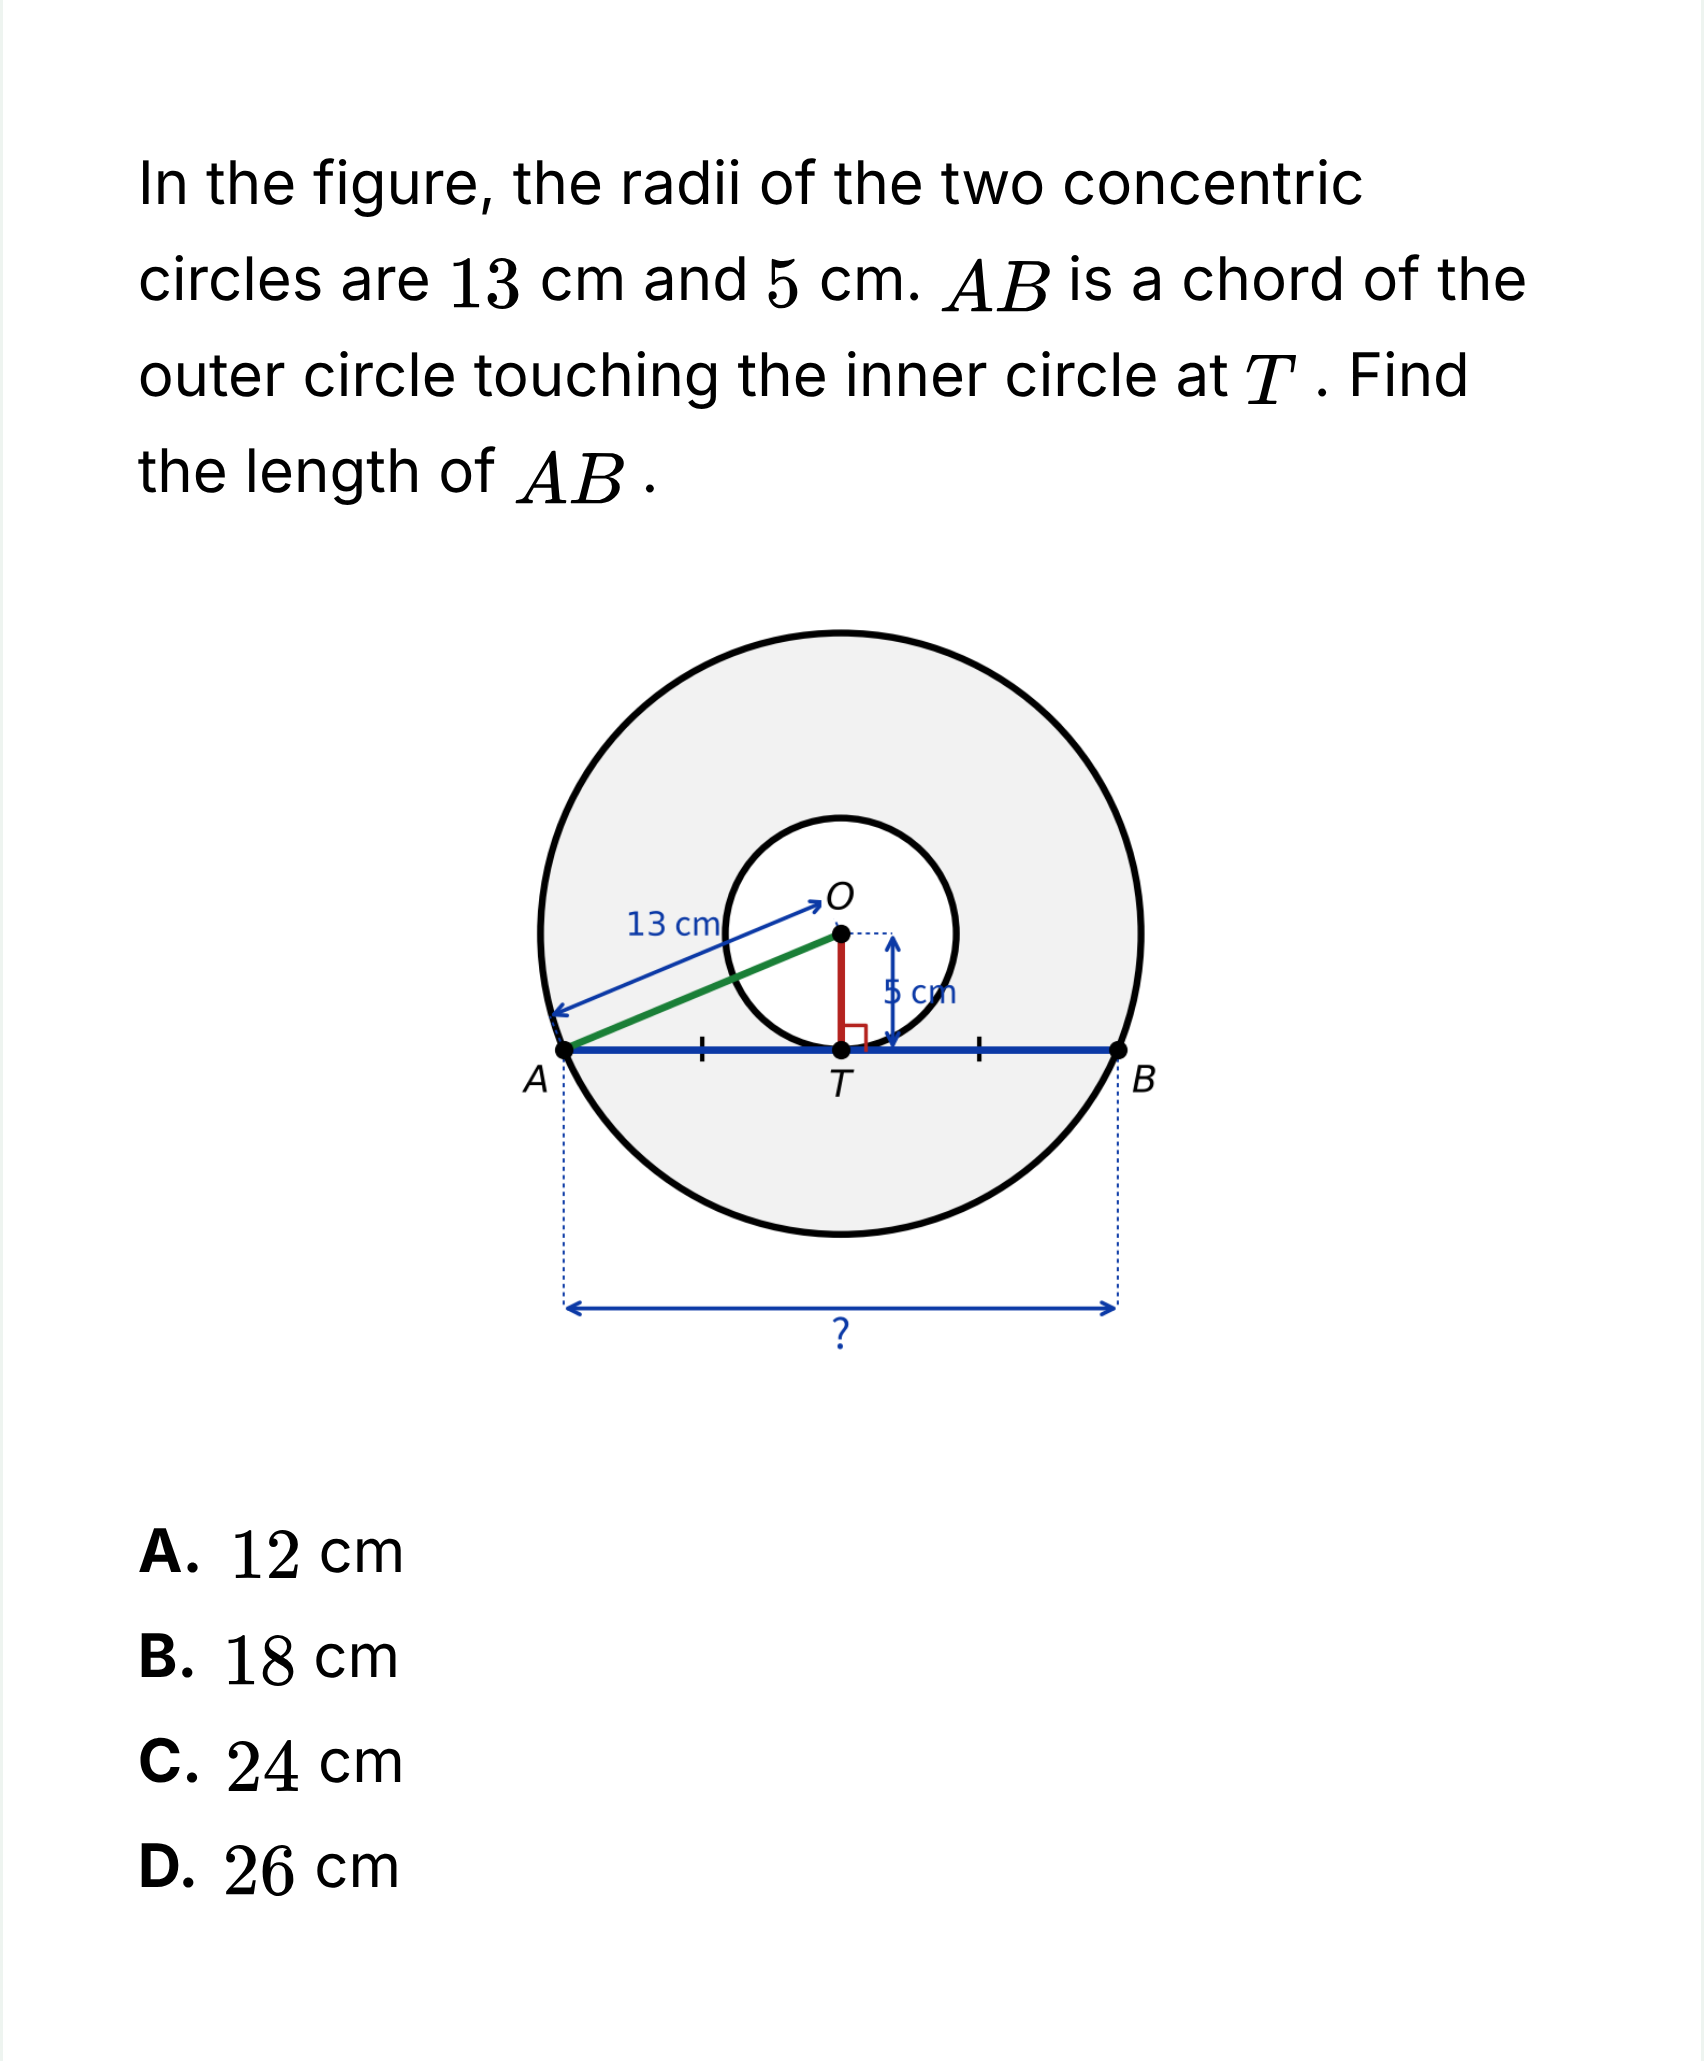 In the figure, the radii of the two concentric
circles are 13 cm and 5 cm. AB is a chord of the
outer circle touching the inner circle at T . Find
the length of AB .
O
13 cm
5 cm
A
T
B
?
A. 12 cm
B. 18 cm
C. 24 cm
D. 26 cm